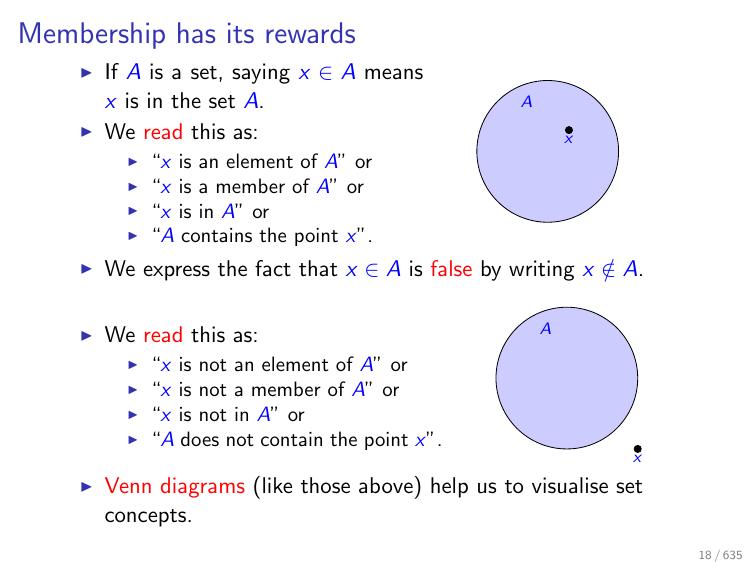 Membership has its rewards
▶ If A is a set, saying x ∈ A means
x is in the set A.
A
x
▶ We read this as:
▶ “x is an element of A” or
▶ “x is a member of A” or
▶ “x is in A” or
▶ “A contains the point x”.
▶ We express the fact that x ∈ A is false by writing x ∉ A.
▶ We read this as:
▶ “x is not an element of A” or
▶ “x is not a member of A” or
▶ “x is not in A” or
▶ “A does not contain the point x”.
A
x
▶ Venn diagrams (like those above) help us to visualise set
concepts.
18 / 635